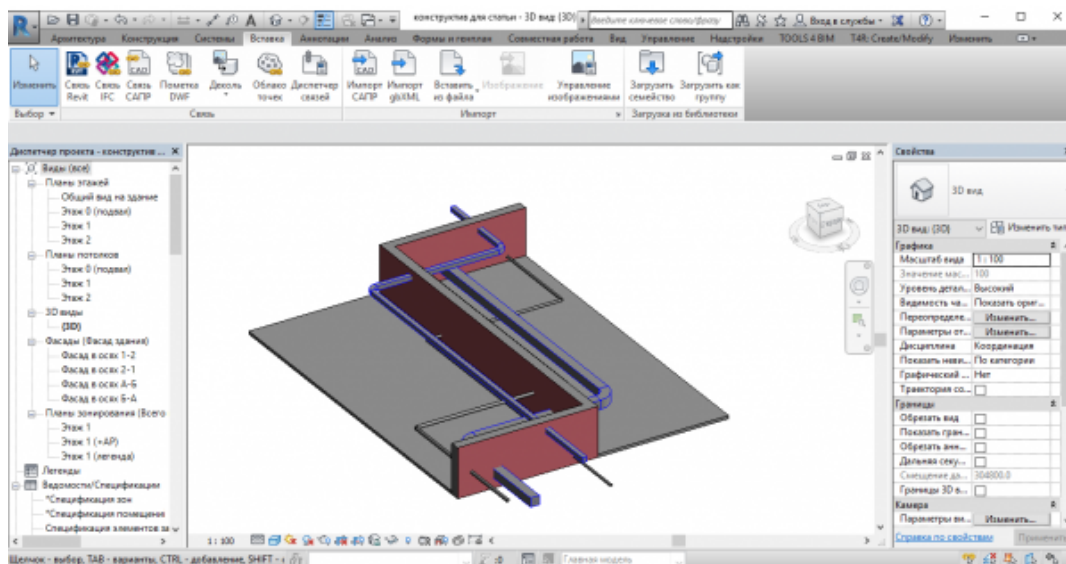 конструктив для статьи - 3D вид: {3D}
Введите ключевое слово/фразу
Вход в службы
Архитектура Конструкция Системы Вставка Аннотации Анализ Формы и генплан Совместная работа Вид Управление Надстройки TOOLS 4 BIM T4R: Create/Modify Изменить
Изменить
Связь Revit
Связь IFC
Связь САПР
Пометка DWF
Деколь
Облако точек
Диспетчер связей
Импорт САПР
Импорт gbXML
Вставить из файла
Изображение
Управление изображениями
Загрузить семейство
Загрузить как группу
Выбор
Связь
Импорт
Загрузка из библиотеки
Диспетчер проекта - конструктив ...
Виды (все)
Планы этажей
Общий вид на здание
Этаж 0 (подвал)
Этаж 1
Этаж 2
Планы потолков
Этаж 0 (подвал)
Этаж 1
Этаж 2
3D виды
{3D}
Фасады (Фасад здания)
Фасад в осях 1-2
Фасад в осях 2-1
Фасад в осях А-Б
Фасад в осях Б-А
Планы зонирования (Всего
Этаж 1
Этаж 1 (+АР)
Этаж 1 (легенда)
Легенды
Ведомости/Спецификации
*Спецификация зон
*Спецификация помещени
Спецификация элементов за
Свойства
3D вид
3D вид: {3D}
Изменить тип
Графика
Масштаб вида 1 : 100
Значение мас... 100
Уровень детал... Высокий
Видимость ча... Показать ориг...
Переопределе... Изменить...
Параметры от... Изменить...
Дисциплина Координация
Показать неви... По категории
Графический ... Нет
Траектория со...
Границы
Обрезать вид
Показать гран...
Обрезать анн...
Дальняя секу...
Смещение да... 304800.0
Границы 3D в...
Камера
Параметры ви... Изменить...
Справка по свойствам
Применить
1 : 100
Щелчок - выбор, TAB - варианты, CTRL - добавление, SHIFT -
Главная модель